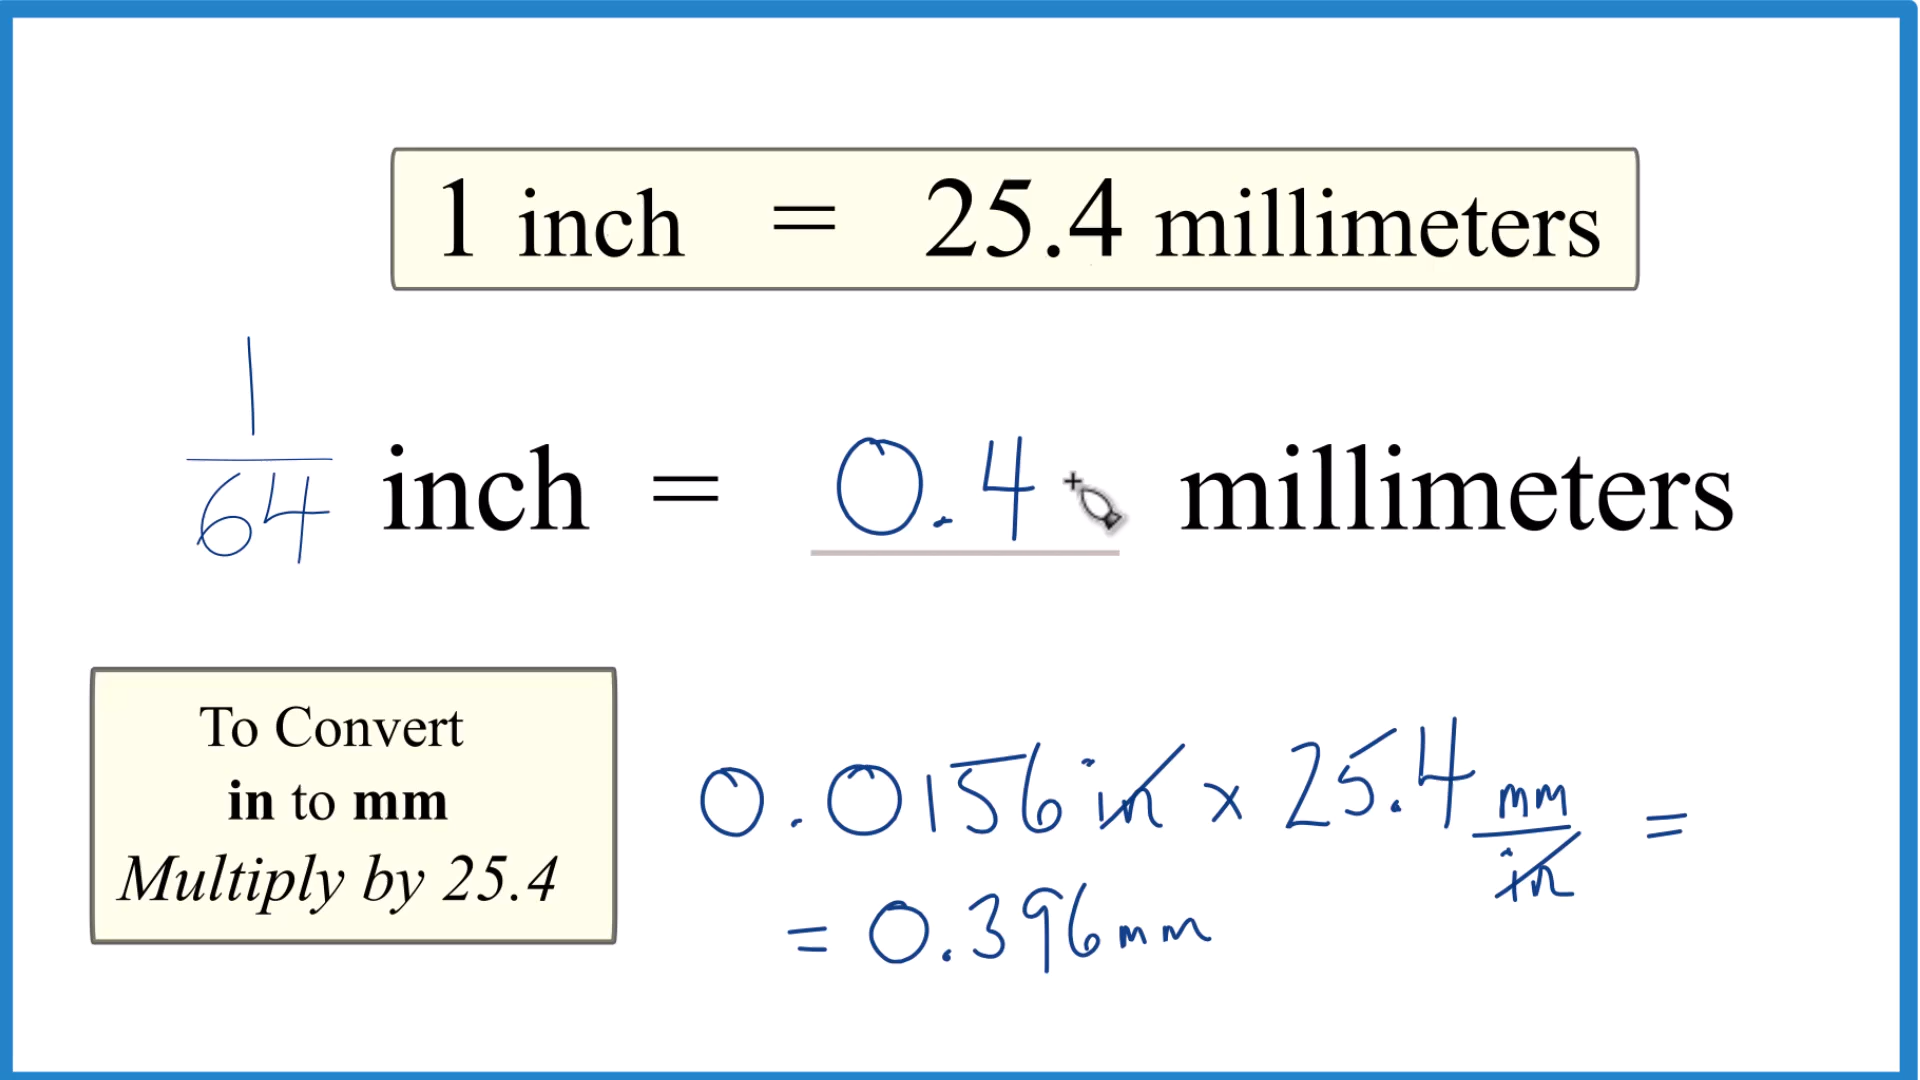 1 inch = 25.4 millimeters
1/64 inch = 0.4 millimeters
To Convert
in to mm
Multiply by 25.4
0.0156 in x 25.4 mm/in =
= 0.396 mm